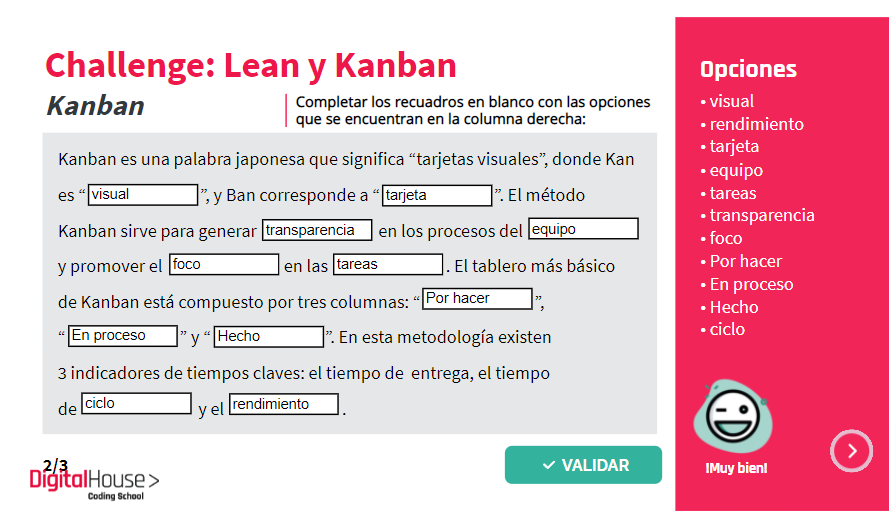 Challenge: Lean y Kanban
Kanban
Completar los recuadros en blanco con las opciones
que se encuentran en la columna derecha:
Kanban es una palabra japonesa que significa “tarjetas visuales”, donde Kan
es “ visual ”, y Ban corresponde a “ tarjeta ”. El método
Kanban sirve para generar transparencia en los procesos del equipo
y promover el foco en las tareas . El tablero más básico
de Kanban está compuesto por tres columnas: “ Por hacer ”,
“ En proceso ” y “ Hecho ”. En esta metodología existen
3 indicadores de tiempos claves: el tiempo de entrega, el tiempo
de ciclo y el rendimiento .
2/3
DigitalHouse>
Coding School
VALIDAR
Opciones
• visual
• rendimiento
• tarjeta
• equipo
• tareas
• transparencia
• foco
• Por hacer
• En proceso
• Hecho
• ciclo
¡Muy bien!